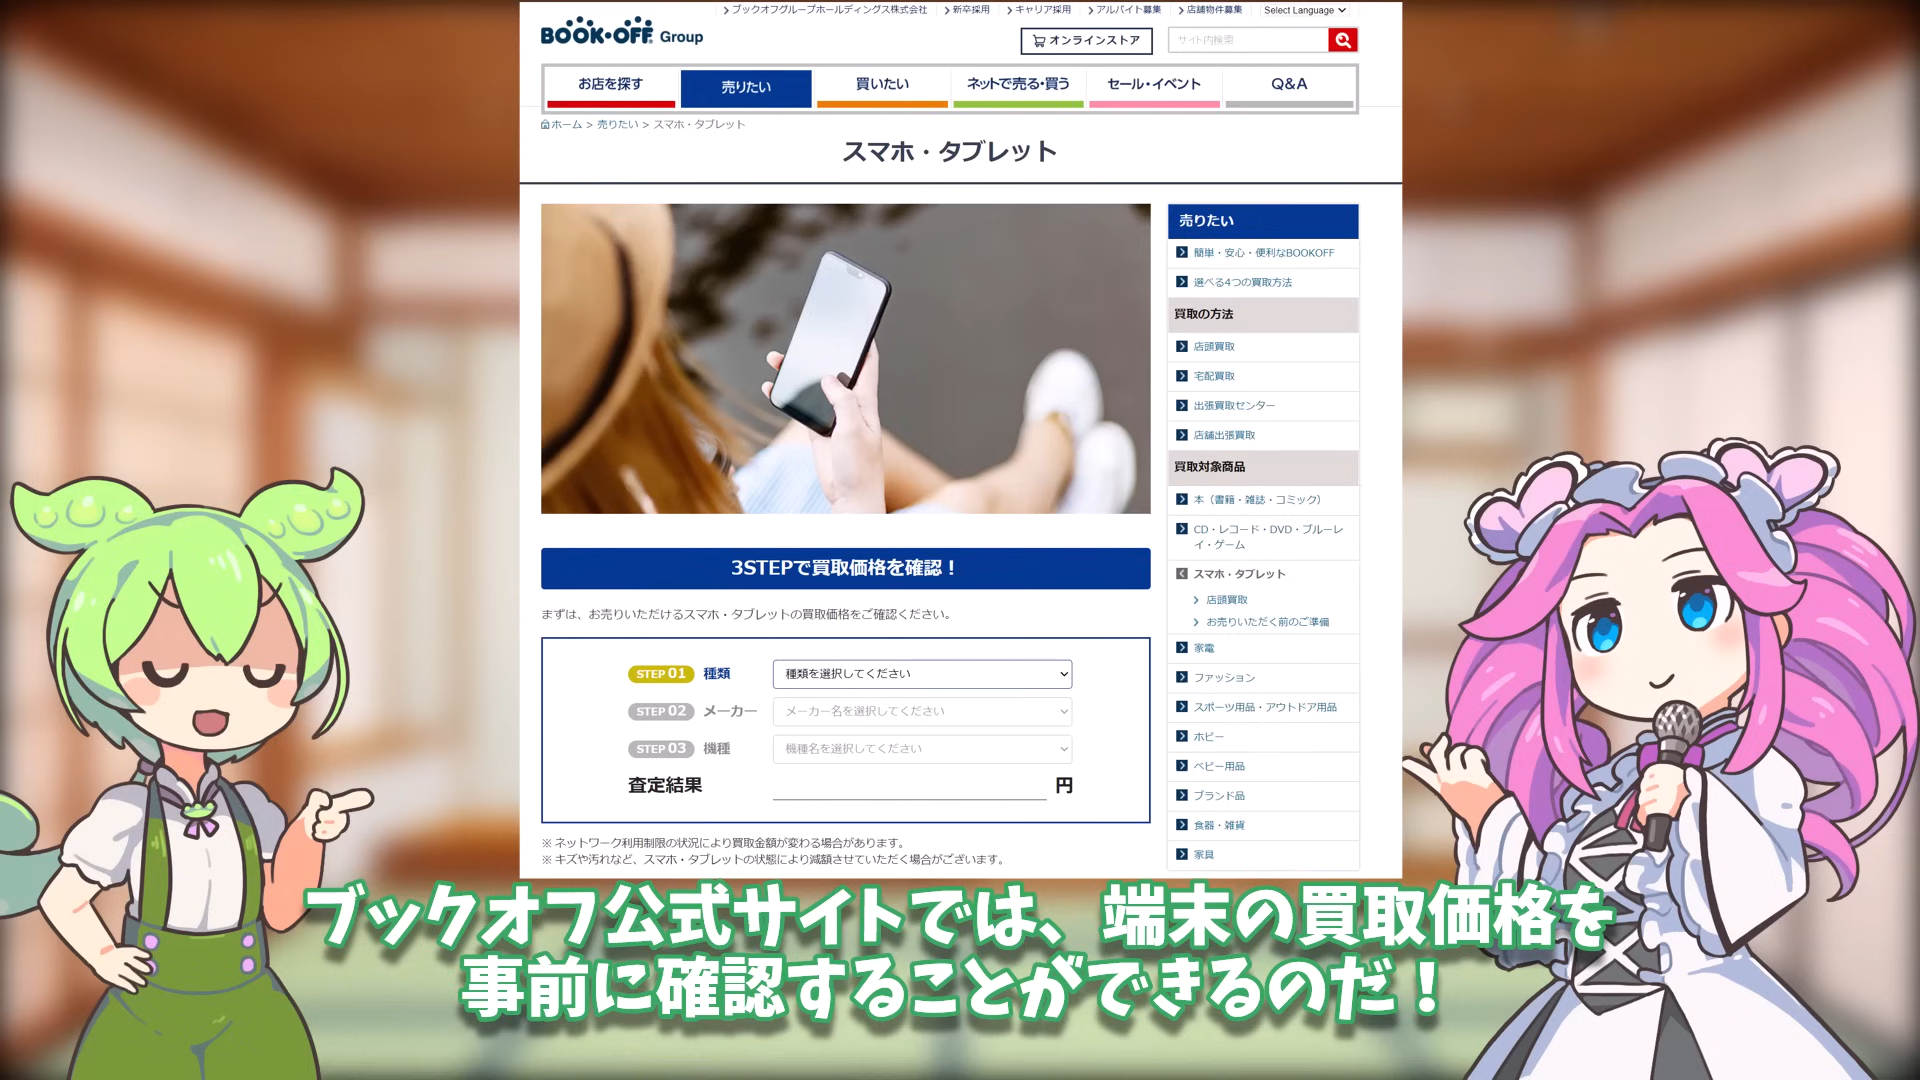 ブックオフグループホールディングス株式会社 新卒採用 キャリア採用 アルバイト募集 店舗物件募集 Select Language
BOOK・OFF Group
オンラインストア
サイト内検索
お店を探す 売りたい 買いたい ネットで売る・買う セール・イベント Q&A
ホーム > 売りたい > スマホ・タブレット
スマホ・タブレット
3STEPで買取価格を確認！
まずは、お売りいただけるスマホ・タブレットの買取価格をご確認ください。
STEP 01 種類 種類を選択してください
STEP 02 メーカー メーカー名を選択してください
STEP 03 機種 機種名を選択してください
査定結果 円
※ ネットワーク利用制限の状況により買取金額が変わる場合があります。
※ キズや汚れなど、スマホ・タブレットの状態により減額させていただく場合がございます。
売りたい
簡単・安心・便利なBOOKOFF
選べる4つの買取方法
買取の方法
店頭買取
宅配買取
出張買取センター
店舗出張買取
買取対象商品
本（書籍・雑誌・コミック）
CD・レコード・DVD・ブルーレ
イ・ゲーム
スマホ・タブレット
店頭買取
お売りいただく前のご準備
家電
ファッション
スポーツ用品・アウトドア用品
ホビー
ベビー用品
ブランド品
食器・雑貨
家具
ブックオフ公式サイトでは、端末の買取価格を
事前に確認することができるのだ！